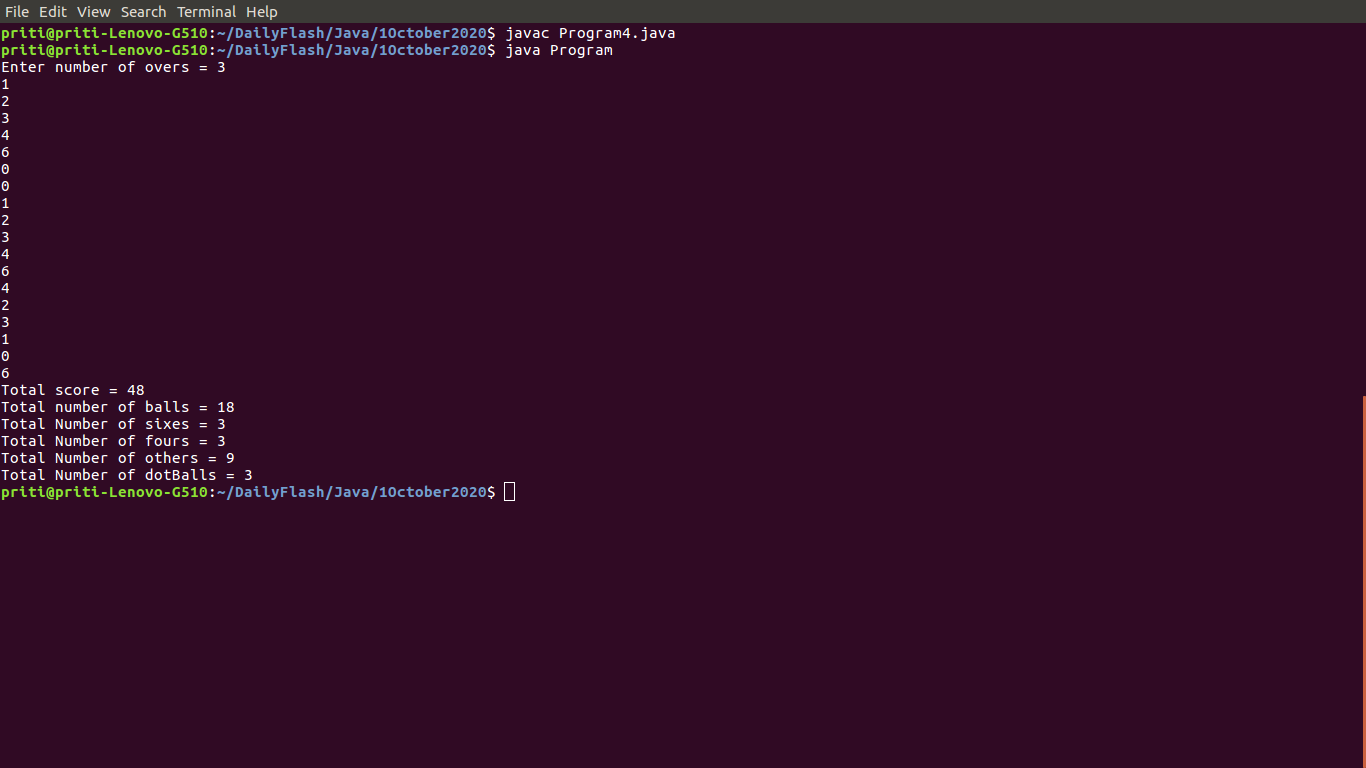 File Edit View Search Terminal Help
priti@priti-Lenovo-G510:~/DailyFlash/Java/1October2020$ javac Program4.java
priti@priti-Lenovo-G510:~/DailyFlash/Java/1October2020$ java Program
Enter number of overs = 3
1
2
3
4
6
0
0
1
2
3
4
6
4
2
3
1
0
6
Total score = 48
Total number of balls = 18
Total Number of sixes = 3
Total Number of fours = 3
Total Number of others = 9
Total Number of dotBalls = 3
priti@priti-Lenovo-G510:~/DailyFlash/Java/1October2020$